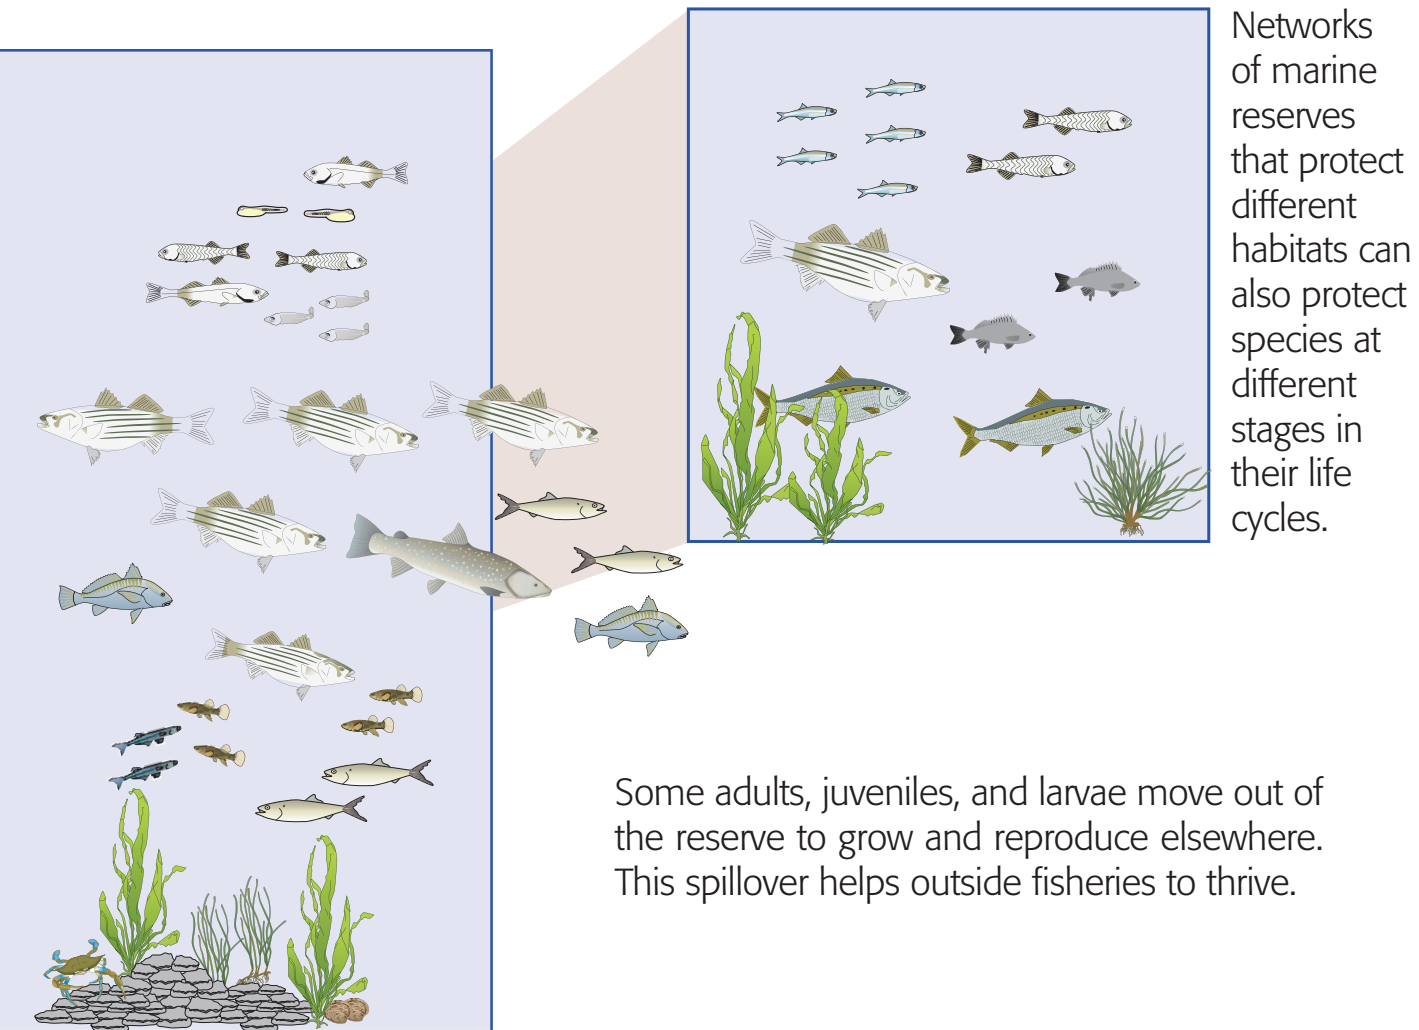 Networks
of marine
reserves
that protect
different
habitats can
also protect
species at
different
stages in
their life
cycles.
Some adults, juveniles, and larvae move out of
the reserve to grow and reproduce elsewhere.
This spillover helps outside fisheries to thrive.